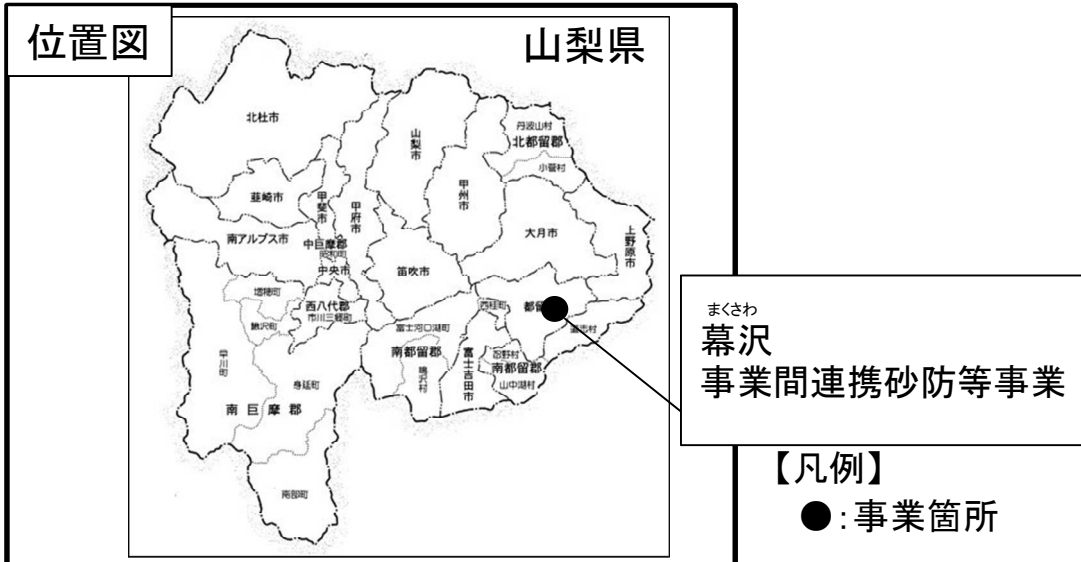 位置図
山梨県
北杜市
丹波山村
北都留郡
小菅村
山梨市
甲州市
韮崎市
甲斐市
甲府市
大月市
上野原市
南アルプス市
中巨摩郡
昭和町
中央市
笛吹市
増穂町
西八代郡
市川三郷町
西桂町
都留
道志村
鰍沢町
富士河口湖町
早川町
南都留郡
鳴沢村
富士吉田市
忍野村
南都留郡
山中湖村
身延町
南巨摩郡
南部町
まくさわ
幕沢
事業間連携砂防等事業
【凡例】
●:事業箇所